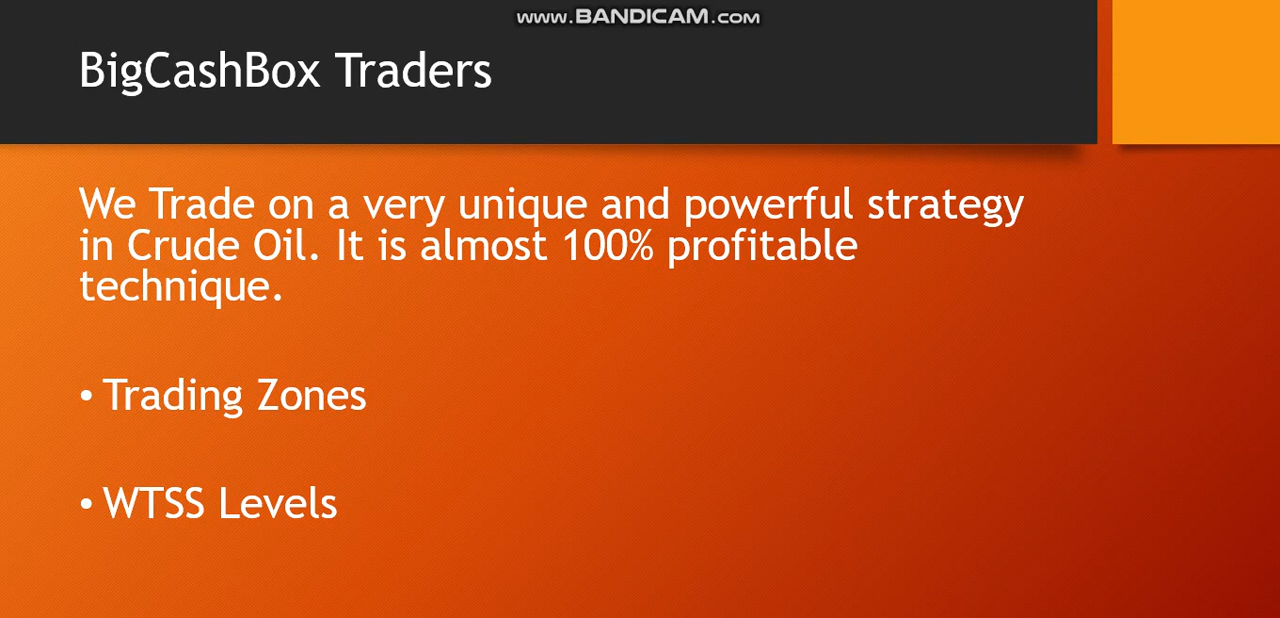 www.BANDICAM.com
BigCashBox Traders
We Trade on a very unique and powerful strategy
in Crude Oil. It is almost 100% profitable
technique.
• Trading Zones
• WTSS Levels